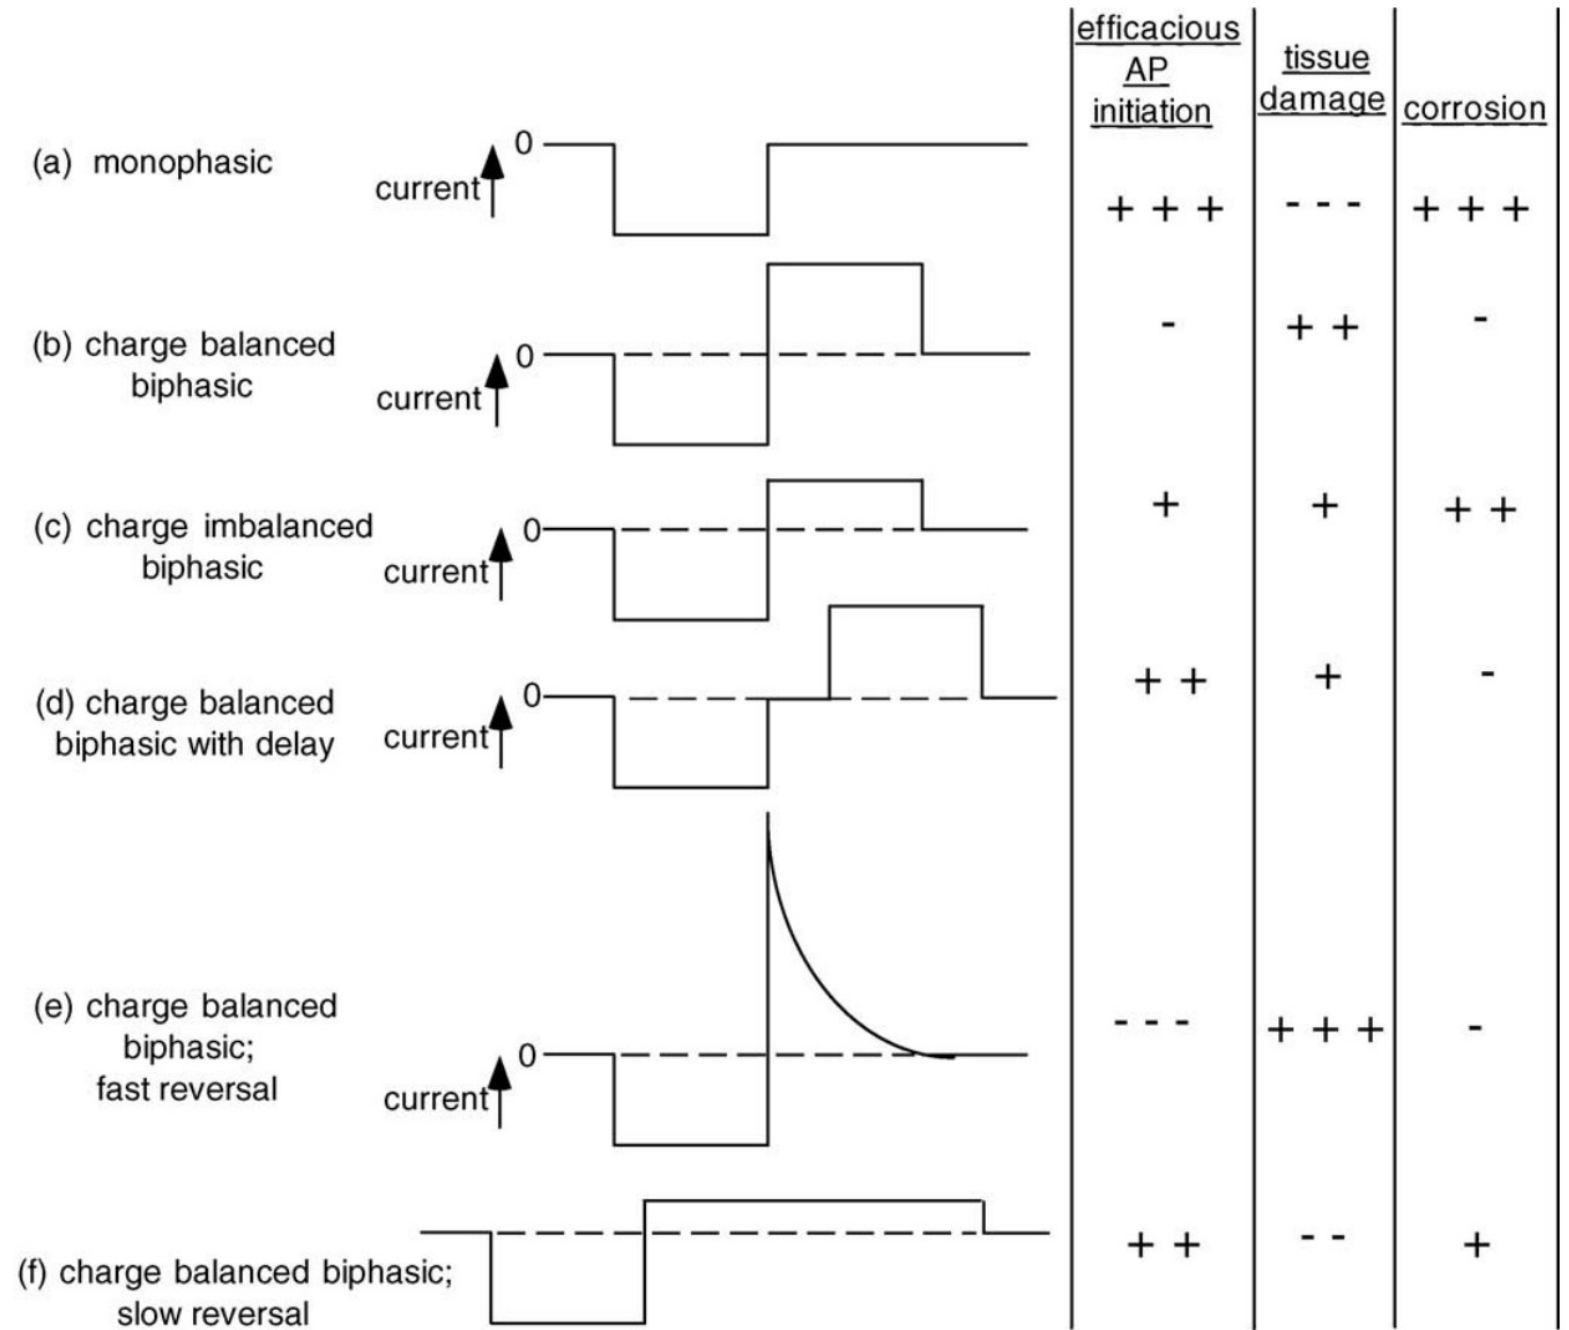 efficacious
AP
initiation
tissue
damage
corrosion
(a) monophasic
0
current
+ + +
- - -
+ + +
(b) charge balanced
biphasic
0
current
-
+ +
-
(c) charge imbalanced
biphasic
0
current
+
+
+ +
(d) charge balanced
biphasic with delay
0
current
+ +
+
-
(e) charge balanced
biphasic;
fast reversal
0
current
- - -
+ + +
-
(f) charge balanced biphasic;
slow reversal
+ +
- -
+